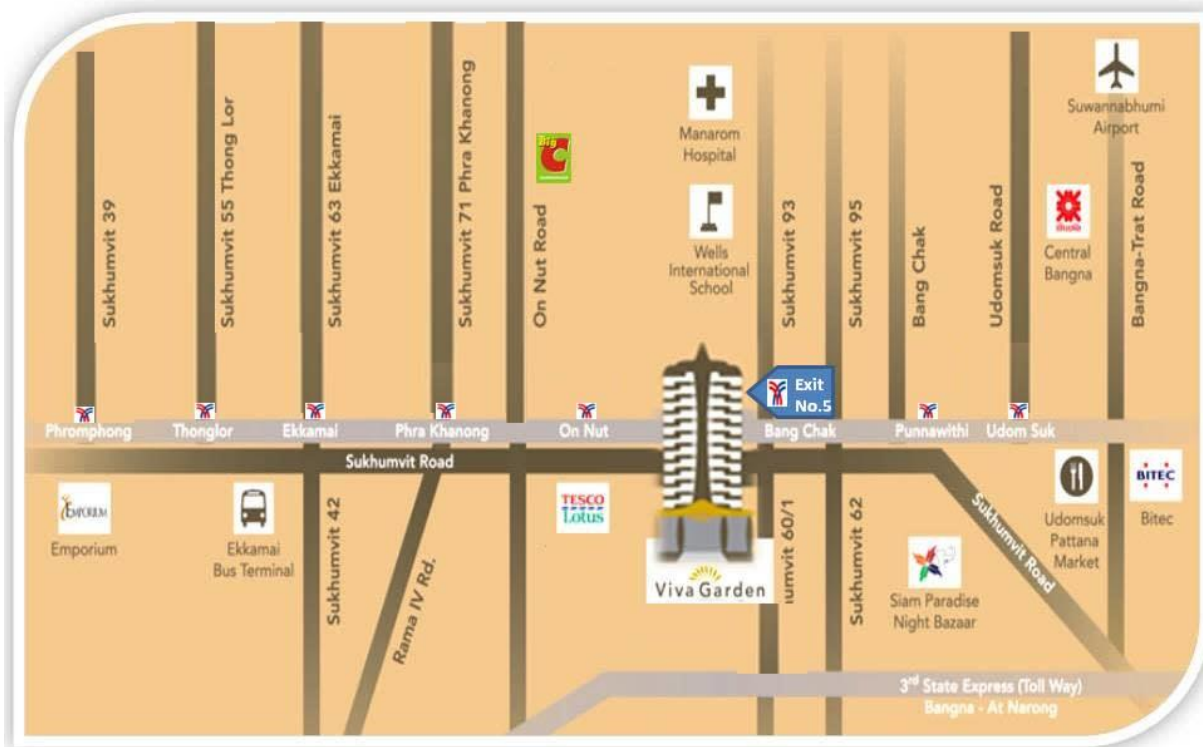 Sukhumvit 39
Sukhumvit 55 Thong Lor
Sukhumvit 63 Ekkamai
Sukhumvit 71 Phra Khanong
On Nut Road
Big
C
Manarom
Hospital
Wells
International
School
Sukhumvit 93
Sukhumvit 95
Bang Chak
Udomsuk Road
Suwannabhumi
Airport
Central
Bangna
Bangna-Trat Road
Exit
No.5
Phromphong
Thonglor
Ekkamai
Phra Khanong
On Nut
Bang Chak
Punnawithi
Udom Suk
Sukhumvit Road
EMPORIUM
Emporium
Ekkamai
Bus Terminal
Sukhumvit 42
Rama IV Rd.
TESCO
Lotus
Viva Garden
umvit 60/1
Sukhumvit 62
Siam Paradise
Night Bazaar
Sukhumvit Road
Udomsuk
Pattana
Market
BITEC
Bitec
3rd State Express (Toll Way)
Bangna - At Narong